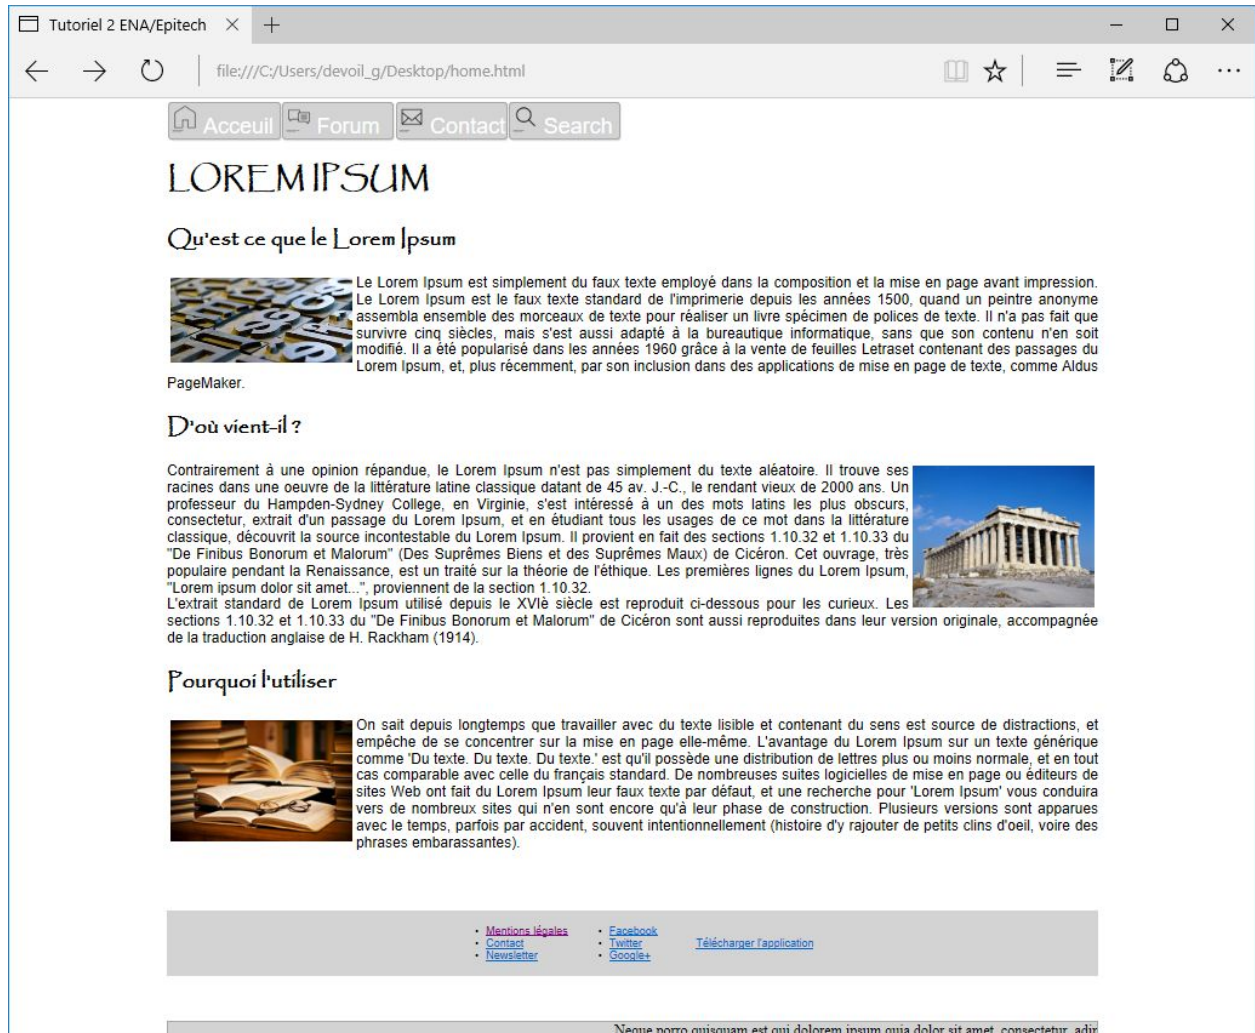 Tutoriel 2 ENA/Epitech
file:///C:/Users/devoil_g/Desktop/home.html
Acceuil Forum Contact Search
LOREM IPSUM
Qu'est ce que le Lorem Ipsum
Le Lorem Ipsum est simplement du faux texte employé dans la composition et la mise en page avant impression.
Le Lorem Ipsum est le faux texte standard de l'imprimerie depuis les années 1500, quand un peintre anonyme
assembla ensemble des morceaux de texte pour réaliser un livre spécimen de polices de texte. Il n'a pas fait que
survivre cinq siècles, mais s'est aussi adapté à la bureautique informatique, sans que son contenu n'en soit
modifié. Il a été popularisé dans les années 1960 grâce à la vente de feuilles Letraset contenant des passages du
Lorem Ipsum, et, plus récemment, par son inclusion dans des applications de mise en page de texte, comme Aldus
PageMaker.
D'où vient-il ?
Contrairement à une opinion répandue, le Lorem Ipsum n'est pas simplement du texte aléatoire. Il trouve ses
racines dans une oeuvre de la littérature latine classique datant de 45 av. J.-C., le rendant vieux de 2000 ans. Un
professeur du Hampden-Sydney College, en Virginie, s'est intéressé à un des mots latins les plus obscurs,
consectetur, extrait d'un passage du Lorem Ipsum, et en étudiant tous les usages de ce mot dans la littérature
classique, découvrit la source incontestable du Lorem Ipsum. Il provient en fait des sections 1.10.32 et 1.10.33 du
"De Finibus Bonorum et Malorum" (Des Suprêmes Biens et des Suprêmes Maux) de Cicéron. Cet ouvrage, très
populaire pendant la Renaissance, est un traité sur la théorie de l'éthique. Les premières lignes du Lorem Ipsum,
"Lorem ipsum dolor sit amet...", proviennent de la section 1.10.32.
L'extrait standard de Lorem Ipsum utilisé depuis le XVIè siècle est reproduit ci-dessous pour les curieux. Les
sections 1.10.32 et 1.10.33 du "De Finibus Bonorum et Malorum" de Cicéron sont aussi reproduites dans leur version originale, accompagnée
de la traduction anglaise de H. Rackham (1914).
Pourquoi l'utiliser
On sait depuis longtemps que travailler avec du texte lisible et contenant du sens est source de distractions, et
empêche de se concentrer sur la mise en page elle-même. L'avantage du Lorem Ipsum sur un texte générique
comme 'Du texte. Du texte. Du texte.' est qu'il possède une distribution de lettres plus ou moins normale, et en tout
cas comparable avec celle du français standard. De nombreuses suites logicielles de mise en page ou éditeurs de
sites Web ont fait du Lorem Ipsum leur faux texte par défaut, et une recherche pour 'Lorem Ipsum' vous conduira
vers de nombreux sites qui n'en sont encore qu'à leur phase de construction. Plusieurs versions sont apparues
avec le temps, parfois par accident, souvent intentionnellement (histoire d'y rajouter de petits clins d'oeil, voire des
phrases embarassantes).
• Mentions légales
• Contact
• Newsletter
• Facebook
• Twitter
• Google+
Télécharger l'application
Neque porro quisquam est qui dolorem ipsum quia dolor sit amet, consectetur, adip